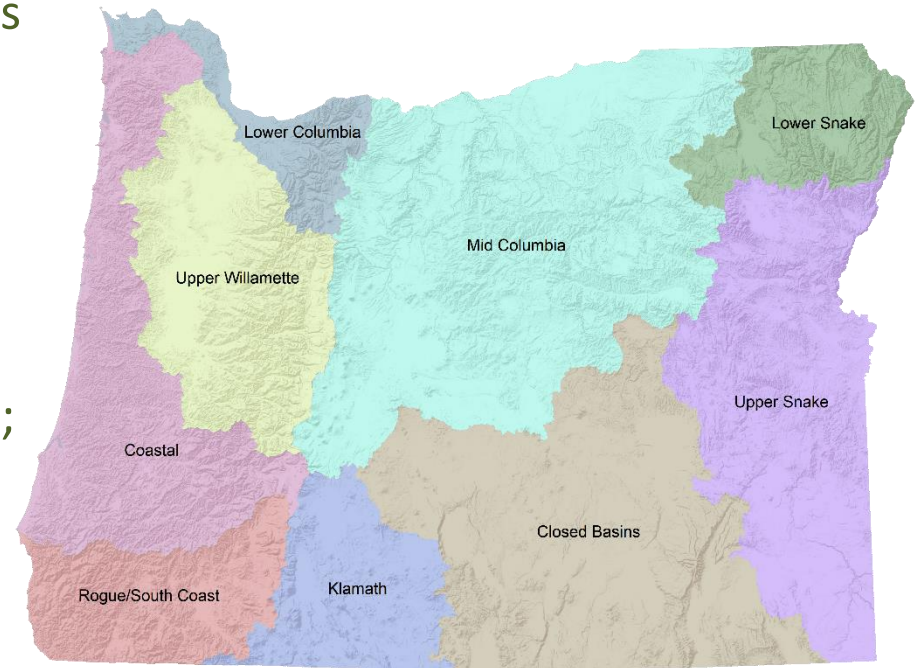 s
Lower Columbia
Lower Snake
Mid Columbia
Upper Willamette
Upper Snake
;
Coastal
Closed Basins
Klamath
Rogue/South Coast